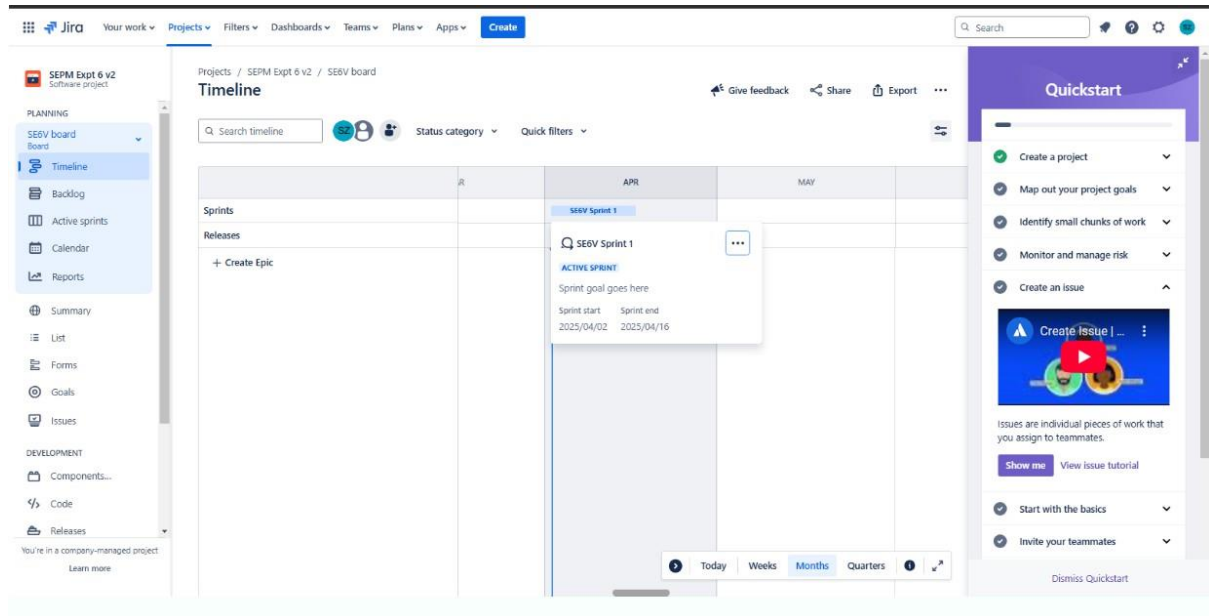 Jira
Your work
Projects
Filters
Dashboards
Teams
Plans
Apps
Create
Search
SZ
SEPM Expt 6 v2
Software project
PLANNING
SE6V board
Board
Timeline
Backlog
Active sprints
Calendar
Reports
Summary
List
Forms
Goals
Issues
DEVELOPMENT
Components...
Code
Releases
You're in a company-managed project
Learn more
Projects / SEPM Expt 6 v2 / SE6V board
Timeline
Give feedback
Share
Export
Search timeline
SZ
Status category
Quick filters
R
APR
MAY
Sprints
SE6V Sprint 1
Releases
+ Create Epic
SE6V Sprint 1
ACTIVE SPRINT
Sprint goal goes here
Sprint start Sprint end
2025/04/02 2025/04/16
Today
Weeks
Months
Quarters
Quickstart
Create a project
Map out your project goals
Identify small chunks of work
Monitor and manage risk
Create an issue
Create Issue | ...
Issues are individual pieces of work that
you assign to teammates.
Show me
View issue tutorial
Start with the basics
Invite your teammates
Dismiss Quickstart